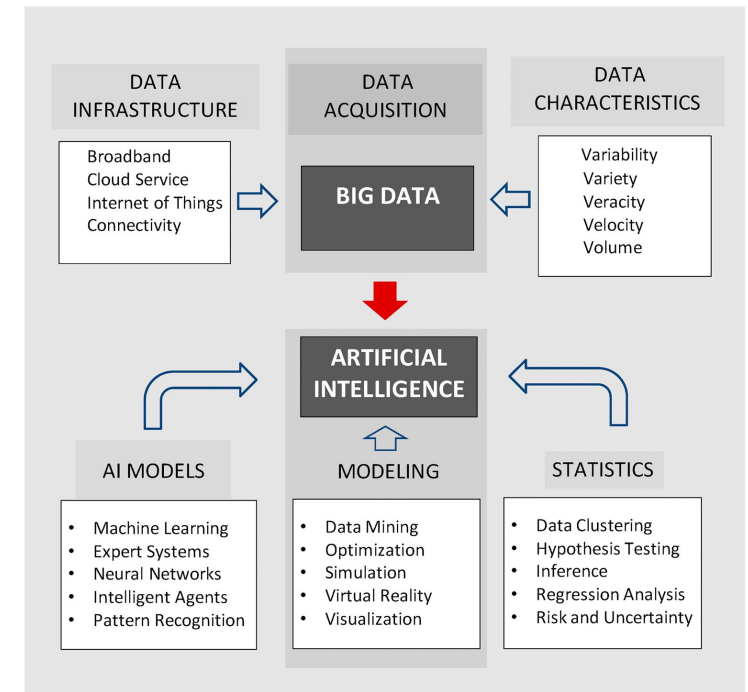 DATA
INFRASTRUCTURE
Broadband
Cloud Service
Internet of Things
Connectivity
DATA
ACQUISITION
BIG DATA
DATA
CHARACTERISTICS
Variability
Variety
Veracity
Velocity
Volume
ARTIFICIAL
INTELLIGENCE
AI MODELS
• Machine Learning
• Expert Systems
• Neural Networks
• Intelligent Agents
• Pattern Recognition
MODELING
• Data Mining
• Optimization
• Simulation
• Virtual Reality
• Visualization
STATISTICS
• Data Clustering
• Hypothesis Testing
• Inference
• Regression Analysis
• Risk and Uncertainty